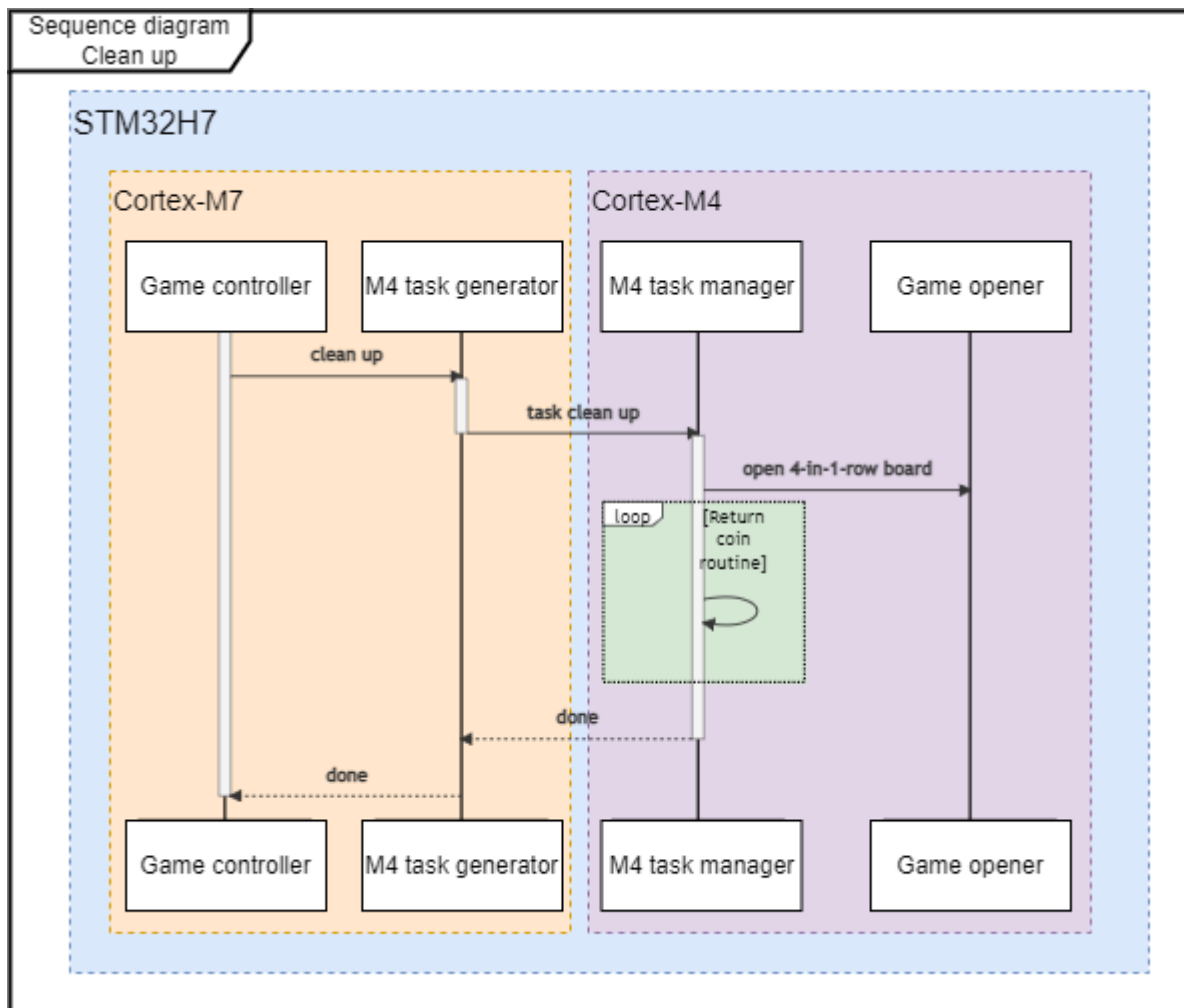 Sequence diagram
Clean up
STM32H7
Cortex-M7
Cortex-M4
Game controller
M4 task generator
M4 task manager
Game opener
clean up
task clean up
open 4-in-1-row board
loop
[Return
coin
routine]
done
done
Game controller
M4 task generator
M4 task manager
Game opener